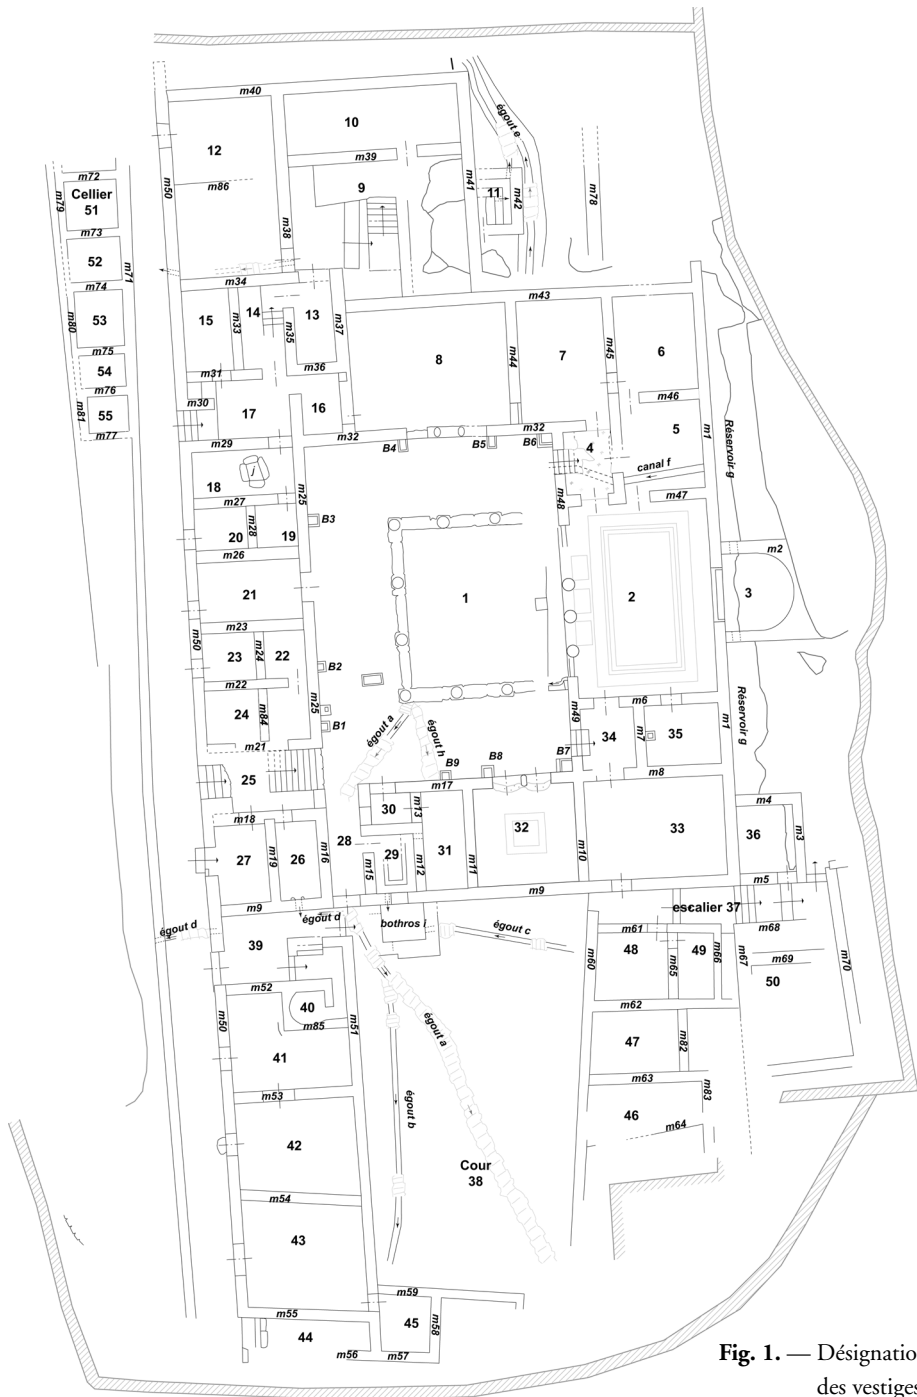 I
m40
10
12
égout e
m39
m72
Cellier
51
m86
9
m50
m79
11
m42
m41
m78
m73
m38
52
m71
m74
m34
m43
14
13
15
m33
m35
m37
53
m80
m75
8
m44
7
m45
6
54
m31
m36
m76
m30
m46
m81
55
17
16
5
m1
Réservoir g
m77
m29
m32
m32
B4
B5
B6
4
canal f
j
18
m25
m27
m47
m48
B3
m28
20
19
m26
m2
21
1
2
3
m23
m50
23
m24
22
B2
m22
m6
24
m84
m25
B1
m49
m1
Réservoir g
égout a
égout h
34
m7
35
m21
25
B9
B8
B7
m8
m17
m4
30
m13
m18
28
32
33
36
m3
27
m19
26
m16
29
m15
m12
31
m11
m10
m5
m9
m9
escalier 37
égout d
égout d
bothros i
égout c
m61
m68
39
48
49
m60
m65
m66
m67
m69
m70
50
m52
40
m50
m85
m51
m62
égout a
41
47
m82
m53
m63
m83
égout b
46
m64
42
Cour
38
m54
43
m59
m55
45
m58
44
m56
m57
Fig. 1. — Désignatio
des vestiges